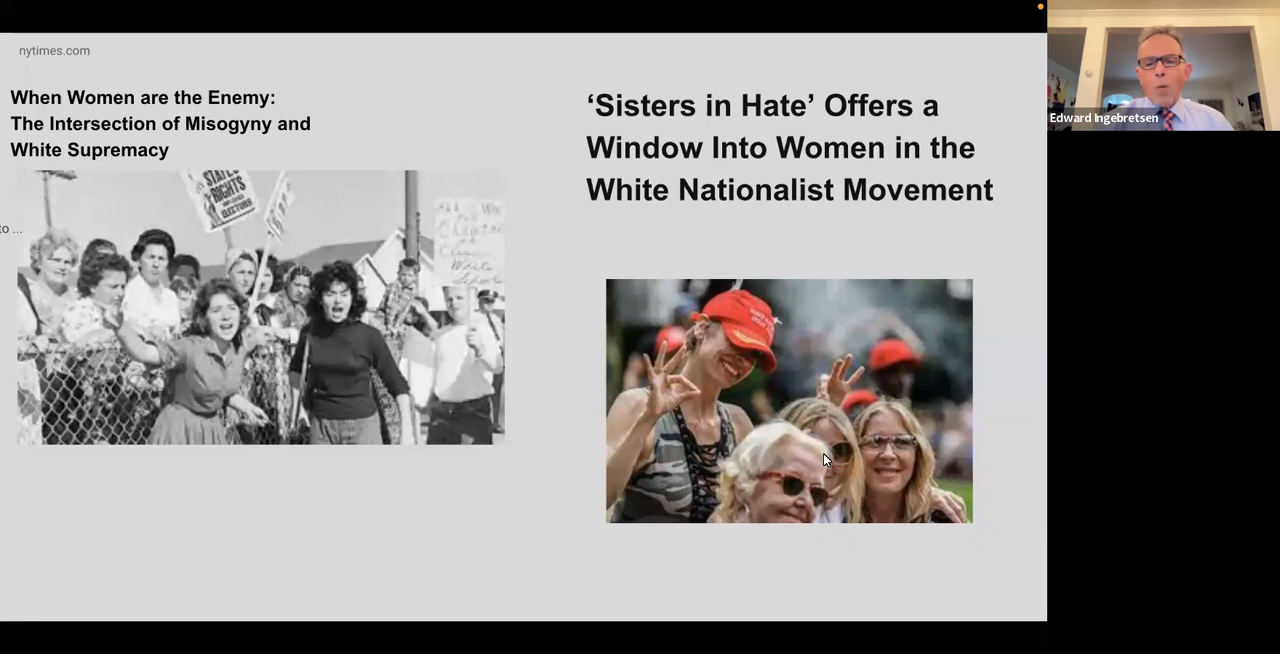 nytimes.com
When Women are the Enemy:
The Intersection of Misogyny and
White Supremacy
to ...
STATES
RIGHTS
‘Sisters in Hate’ Offers a
Window Into Women in the
White Nationalist Movement
Edward Ingebretsen